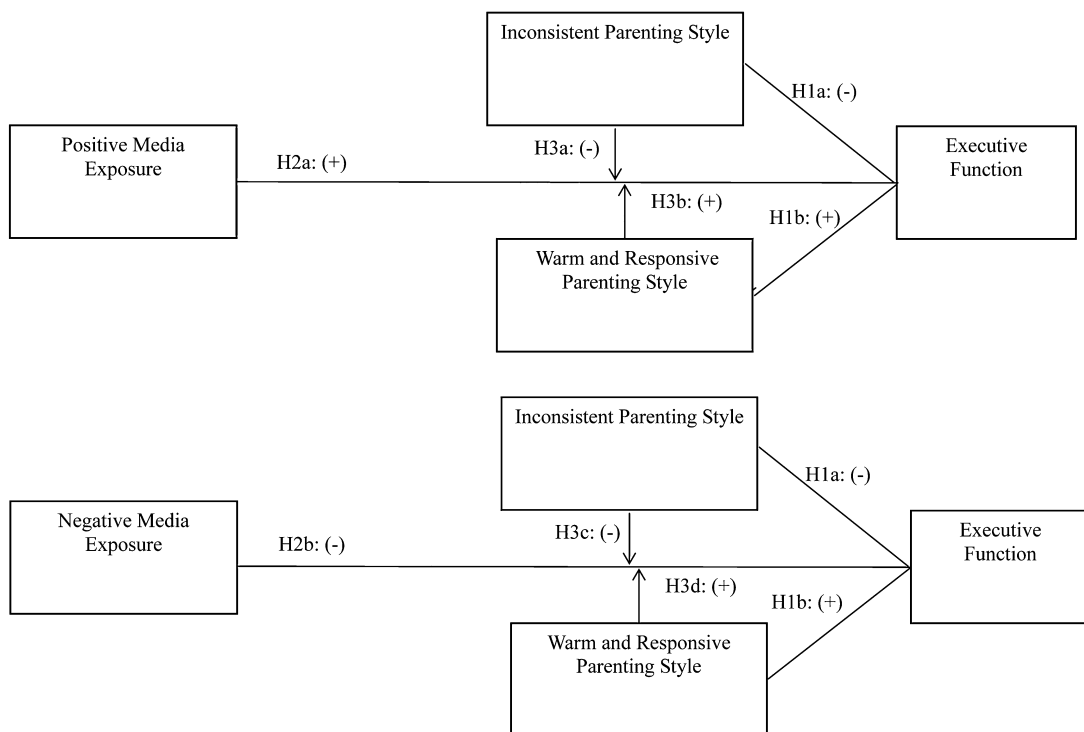 Inconsistent Parenting Style
H1a: (-)
Positive Media
Exposure
H2a: (+)
H3a: (-)
Executive
Function
H3b: (+)
H1b: (+)
Warm and Responsive
Parenting Style
Inconsistent Parenting Style
H1a: (-)
Negative Media
Exposure
H2b: (-)
H3c: (-)
Executive
Function
H3d: (+)
H1b: (+)
Warm and Responsive
Parenting Style